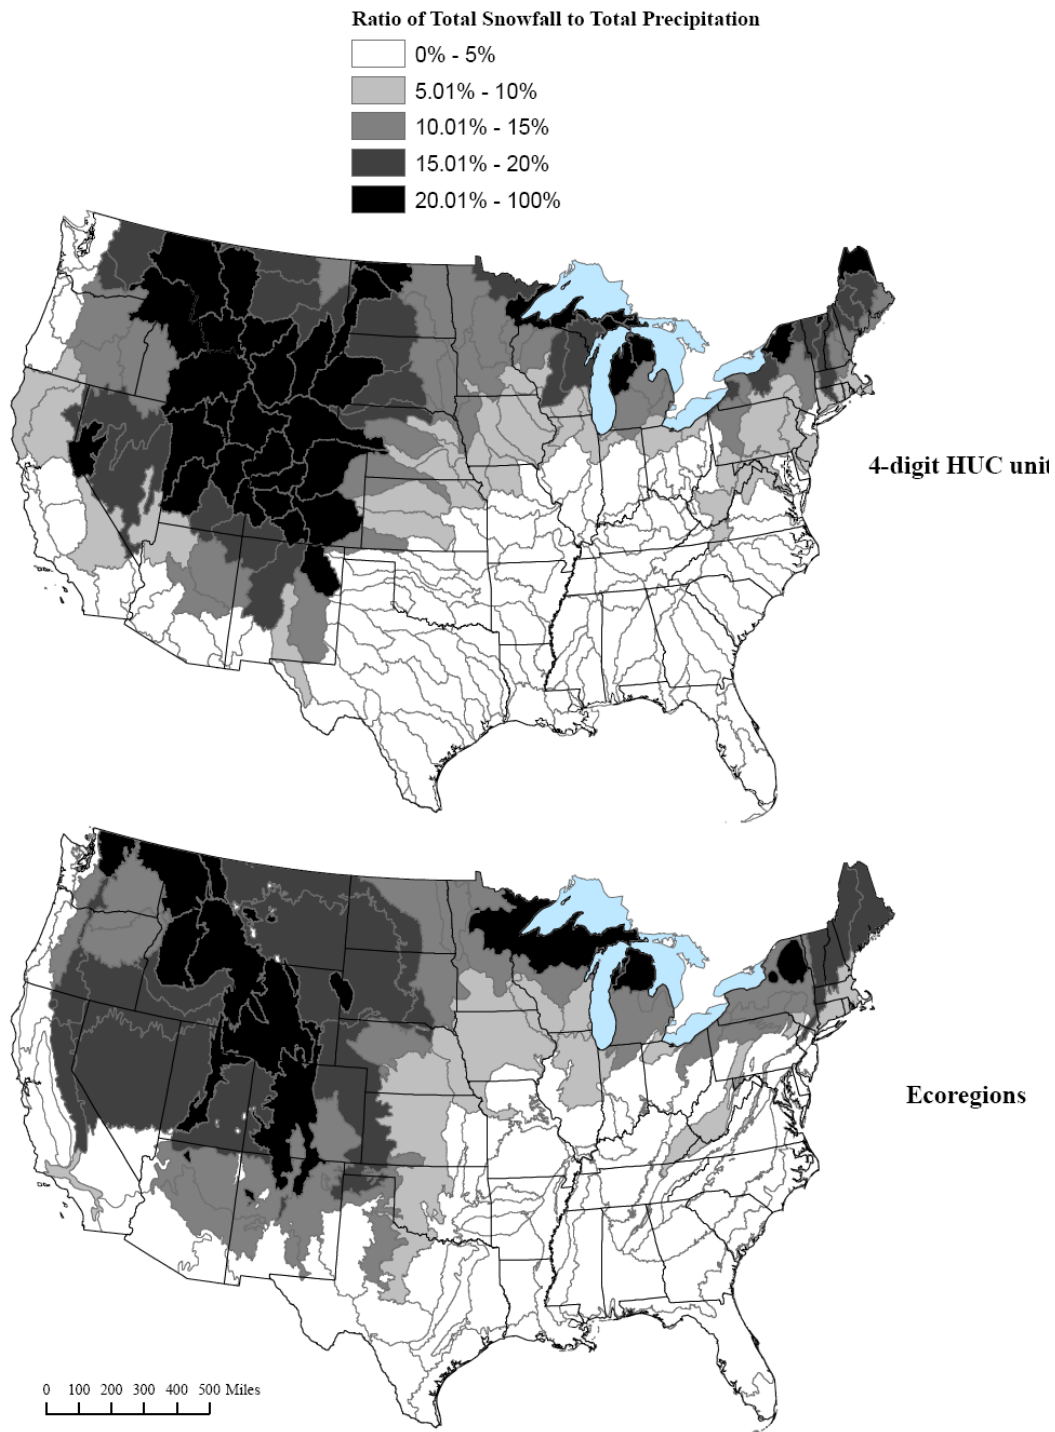 Ratio of Total Snowfall to Total Precipitation
0% - 5%
5.01% - 10%
10.01% - 15%
15.01% - 20%
20.01% - 100%
4-digit HUC unit
Ecoregions
0 100 200 300 400 500 Miles